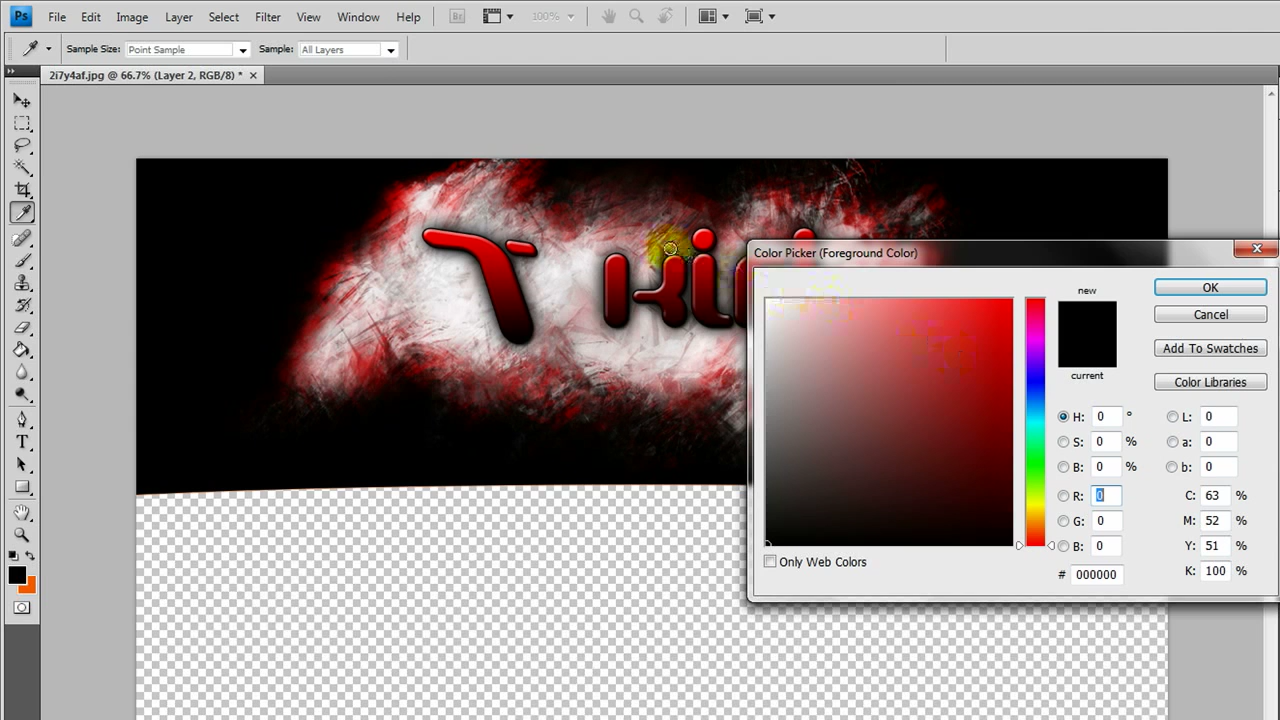 Ps File Edit Image Layer Select Filter View Window Help Br 100%
Sample Size: Point Sample Sample: All Layers
2i7y4af.jpg @ 66.7% (Layer 2, RGB/8) * ×
T
Color Picker (Foreground Color)
new
OK
Cancel
Add To Swatches
current
Color Libraries
H: 0 ° L: 0
S: 0 % a: 0
B: 0 % b: 0
R: 0 C: 63 %
G: 0 M: 52 %
B: 0 Y: 51 %
# 000000 K: 100 %
Only Web Colors